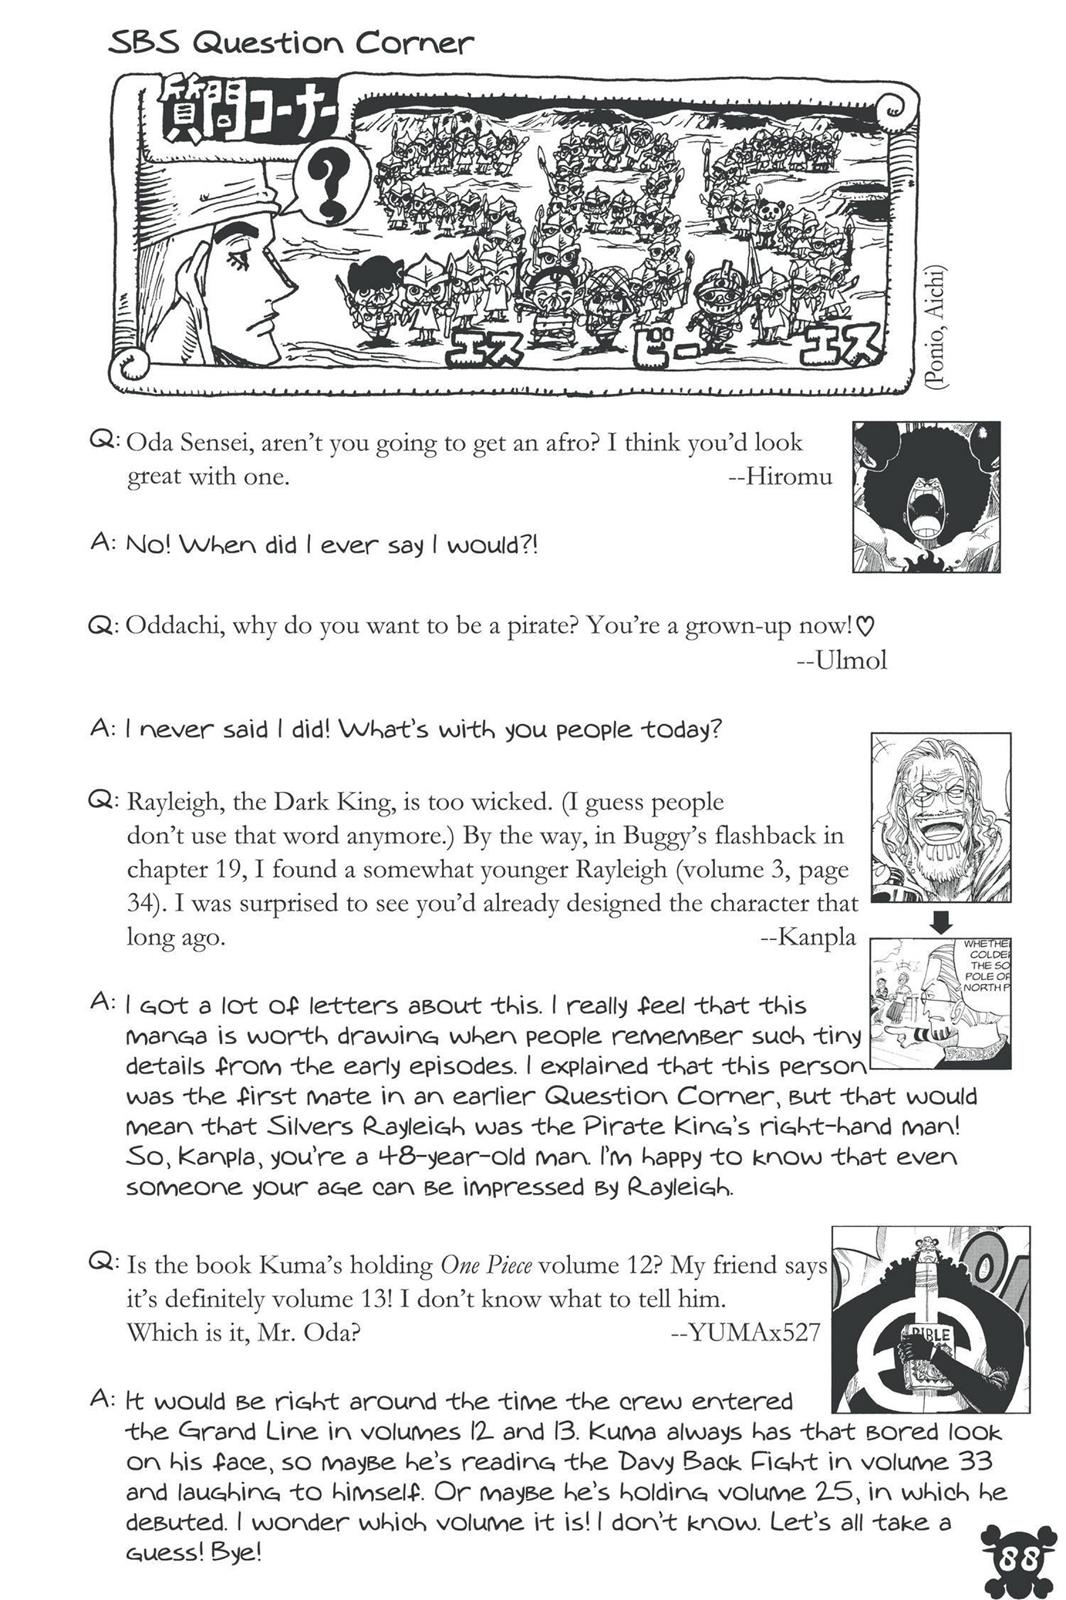 SBS Question Corner
質問コーナー
?
エス ビー エス
(Ponio, Aichi)
Q: Oda Sensei, aren't you going to get an afro? I think you'd look
great with one. --Hiromu
A: No! When did I ever say I would?!
Q: Oddachi, why do you want to be a pirate? You're a grown-up now!♡
--Ulmol
A: I never said I did! What's with you people today?
Q: Rayleigh, the Dark King, is too wicked. (I guess people
don't use that word anymore.) By the way, in Buggy's flashback in
chapter 19, I found a somewhat younger Rayleigh (volume 3, page
34). I was surprised to see you'd already designed the character that
long ago. --Kanpla
WHETHE
COLDE
THE SO
POLE OF
NORTH P
A: I got a lot of letters about this. I really feel that this
manga is worth drawing when people remember such tiny
details from the early episodes. I explained that this person
was the first mate in an earlier Question Corner, but that would
mean that Silvers Rayleigh was the Pirate King's right-hand man!
So, Kanpla, you're a 48-year-old man. I'm happy to know that even
someone your age can be impressed by Rayleigh.
Q: Is the book Kuma's holding One Piece volume 12? My friend says
it's definitely volume 13! I don't know what to tell him.
Which is it, Mr. Oda? --YUMAx527
BIBLE
A: It would be right around the time the crew entered
the Grand Line in volumes 12 and 13. Kuma always has that bored look
on his face, so maybe he's reading the Davy Back Fight in volume 33
and laughing to himself. Or maybe he's holding volume 25, in which he
debuted. I wonder which volume it is! I don't know. Let's all take a
guess! Bye!
88